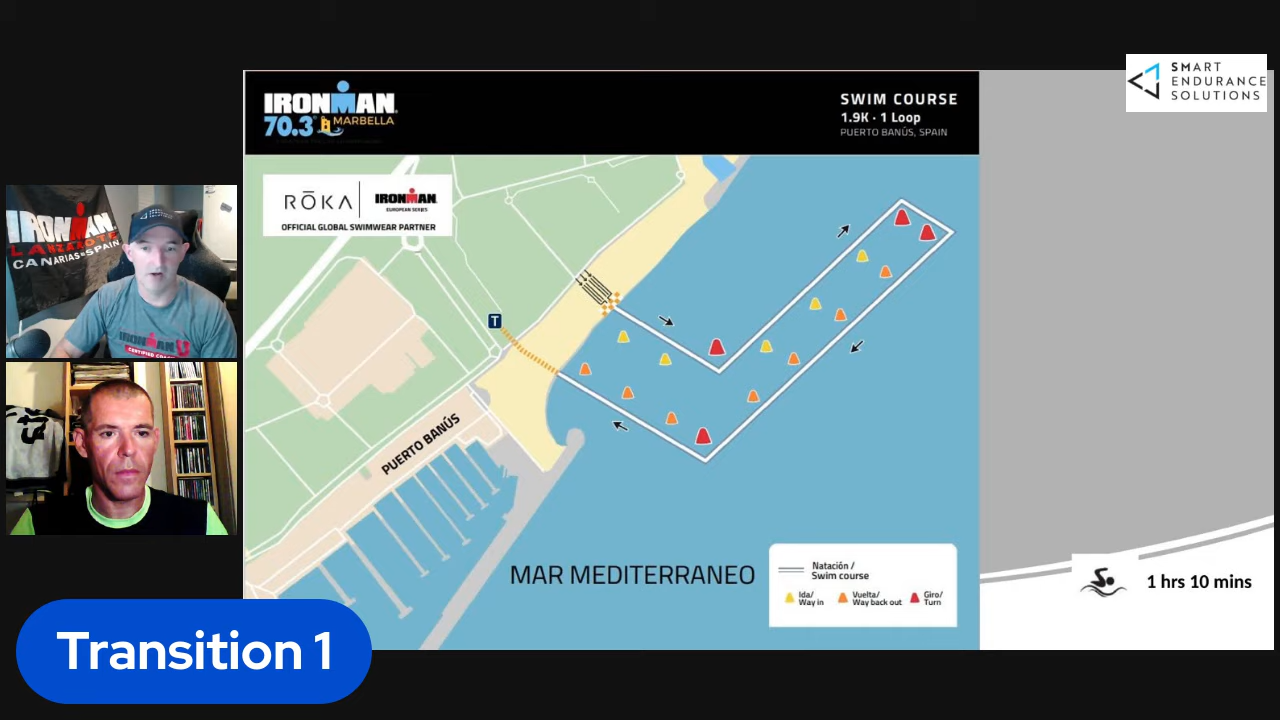 SMART
ENDURANCE
SOLUTIONS
IRONMAN
70.3 MARBELLA
SWIM COURSE
1.9K · 1 Loop
PUERTO BANÚS, SPAIN
RŌKA IRONMAN
EUROPEAN SERIES
OFFICIAL GLOBAL SWIMWEAR PARTNER
IRONMAN
LANZAROTE
CANARIAS=SPAIN
IRONMAN U
T
PUERTO BANÚS
MAR MEDITERRANEO
Natación /
Swim course
Ida/
Way in
Vuelta/
Way back out
Giro/
Turn
1 hrs 10 mins
Transition 1